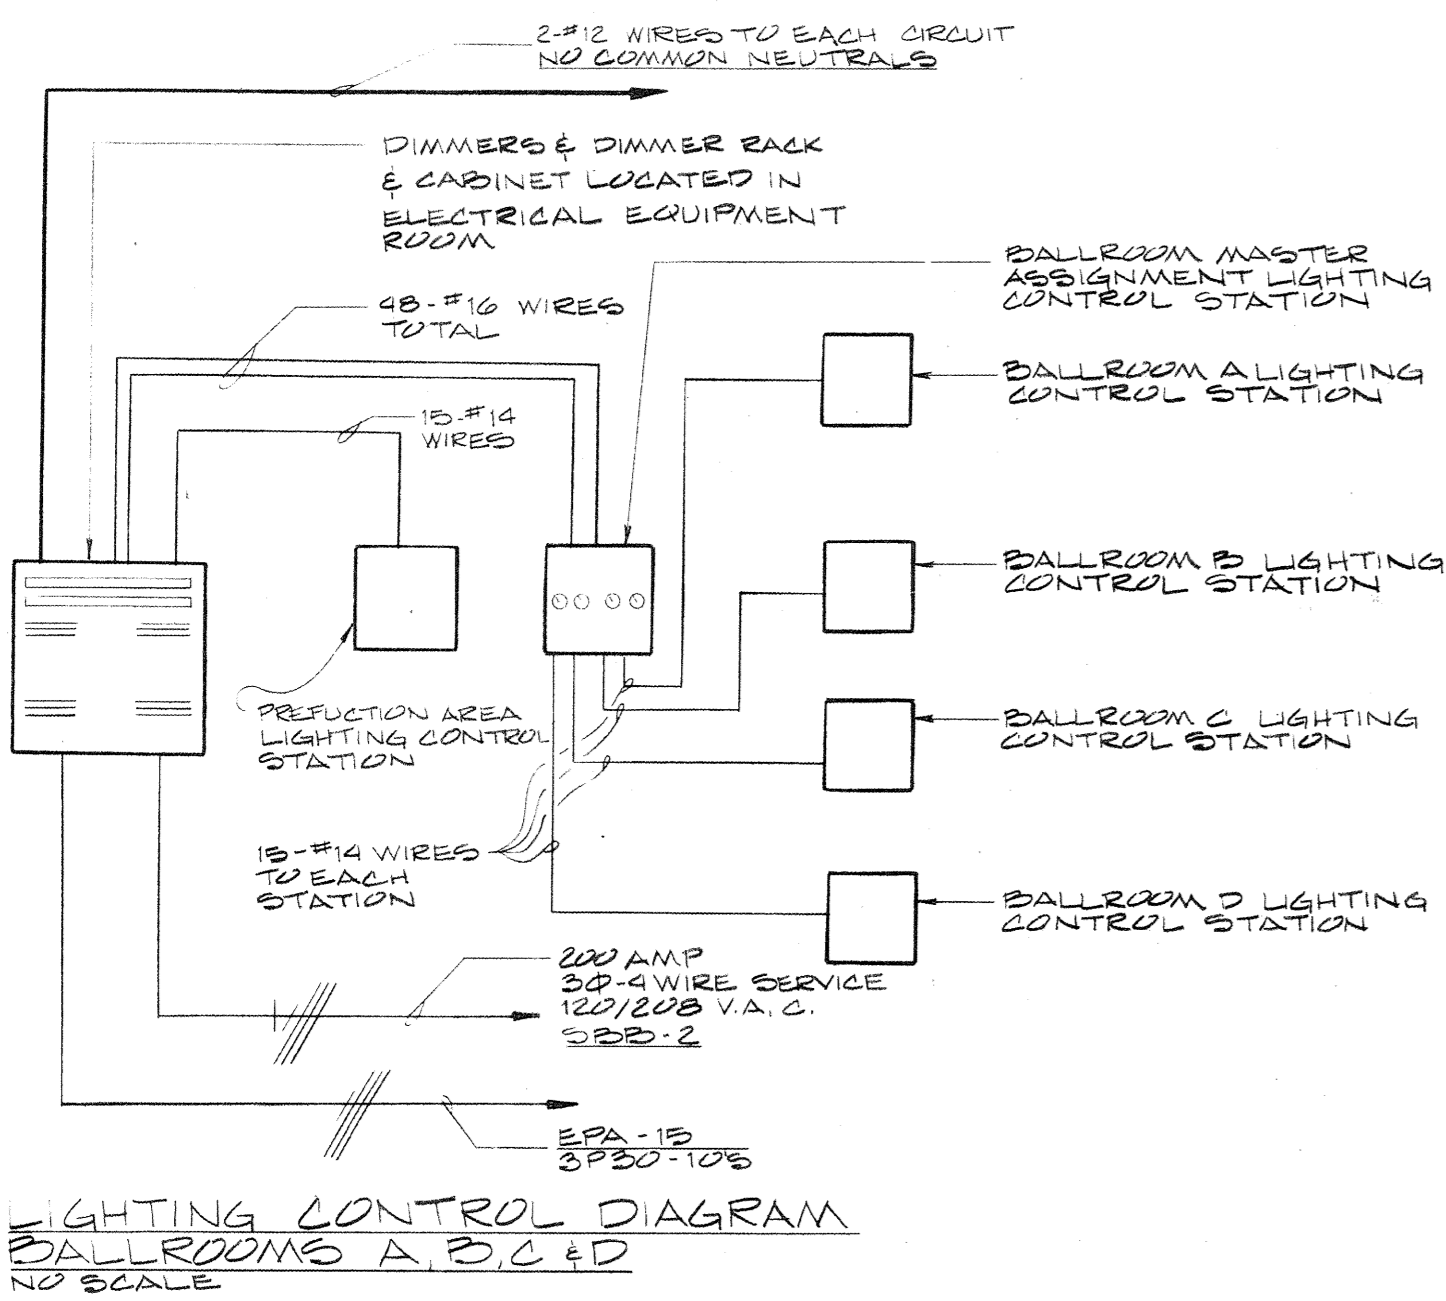 2-#12 WIRES TO EACH CIRCUIT
NO COMMON NEUTRALS
DIMMERS & DIMMER RACK
& CABINET LOCATED IN
ELECTRICAL EQUIPMENT
ROOM
BALLROOM MASTER
ASSIGNMENT LIGHTING
CONTROL STATION
48-#16 WIRES
TOTAL
BALLROOM A LIGHTING
CONTROL STATION
15-#14
WIRES
BALLROOM B LIGHTING
CONTROL STATION
PREFUCTION AREA
LIGHTING CONTROL
STATION
BALLROOM C LIGHTING
CONTROL STATION
15-#14 WIRES
TO EACH
STATION
BALLROOM D LIGHTING
CONTROL STATION
200 AMP
3Φ-4 WIRE SERVICE
120/208 V.A.C.
SBB-2
EPA-15
3P30-10S
LIGHTING CONTROL DIAGRAM
BALLROOMS A, B, C & D
NO SCALE